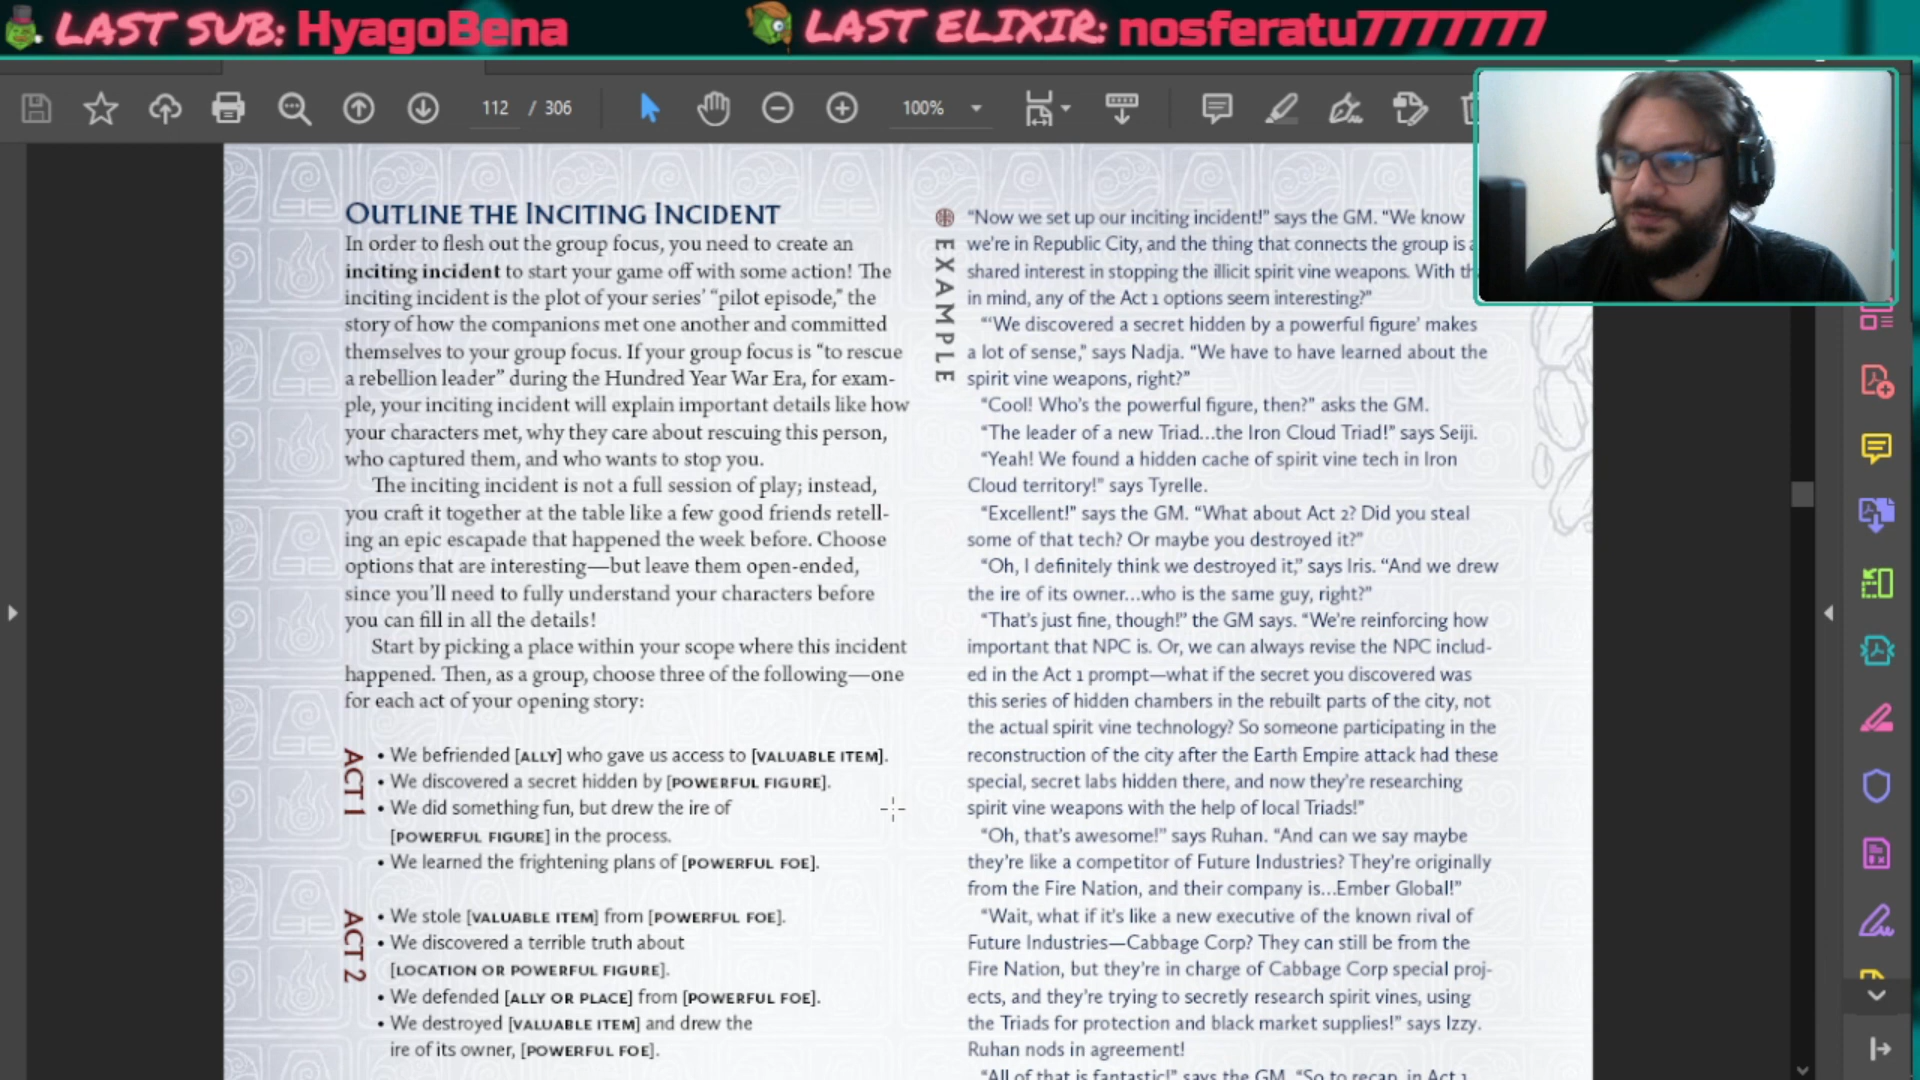 LAST SUB: HyagoBena
LAST ELIXIR: nosferatu7777777
112 / 306
100%
OUTLINE THE INCITING INCIDENT
In order to flesh out the group focus, you need to create an
inciting incident to start your game off with some action! The
inciting incident is the plot of your series’ “pilot episode,” the
story of how the companions met one another and committed
themselves to your group focus. If your group focus is “to rescue
a rebellion leader” during the Hundred Year War Era, for exam-
ple, your inciting incident will explain important details like how
your characters met, why they care about rescuing this person,
who captured them, and who wants to stop you.
The inciting incident is not a full session of play; instead,
you craft it together at the table like a few good friends retell-
ing an epic escapade that happened the week before. Choose
options that are interesting—but leave them open-ended,
since you’ll need to fully understand your characters before
you can fill in all the details!
Start by picking a place within your scope where this incident
happened. Then, as a group, choose three of the following—one
for each act of your opening story:
ACT 1
• We befriended [ALLY] who gave us access to [VALUABLE ITEM].
• We discovered a secret hidden by [POWERFUL FIGURE].
• We did something fun, but drew the ire of
[POWERFUL FIGURE] in the process.
• We learned the frightening plans of [POWERFUL FOE].
ACT 2
• We stole [VALUABLE ITEM] from [POWERFUL FOE].
• We discovered a terrible truth about
[LOCATION OR POWERFUL FIGURE].
• We defended [ALLY OR PLACE] from [POWERFUL FOE].
• We destroyed [VALUABLE ITEM] and drew the
ire of its owner, [POWERFUL FOE].
EXAMPLE
“Now we set up our inciting incident!” says the GM. “We know
we’re in Republic City, and the thing that connects the group is a
shared interest in stopping the illicit spirit vine weapons. With
in mind, any of the Act 1 options seem interesting?”
“‘We discovered a secret hidden by a powerful figure’ makes
a lot of sense,” says Nadja. “We have to have learned about the
spirit vine weapons, right?”
“Cool! Who’s the powerful figure, then?” asks the GM.
“The leader of a new Triad...the Iron Cloud Triad!” says Seiji.
“Yeah! We found a hidden cache of spirit vine tech in Iron
Cloud territory!” says Tyrelle.
“Excellent!” says the GM. “What about Act 2? Did you steal
some of that tech? Or maybe you destroyed it?”
“Oh, I definitely think we destroyed it,” says Iris. “And we drew
the ire of its owner...who is the same guy, right?”
“That’s just fine, though!” the GM says. “We’re reinforcing how
important that NPC is. Or, we can always revise the NPC includ-
ed in the Act 1 prompt—what if the secret you discovered was
this series of hidden chambers in the rebuilt parts of the city, not
the actual spirit vine technology? So someone participating in the
reconstruction of the city after the Earth Empire attack had these
special, secret labs hidden there, and now they’re researching
spirit vine weapons with the help of local Triads!”
“Oh, that’s awesome!” says Ruhan. “And can we say maybe
they’re like a competitor of Future Industries? They’re originally
from the Fire Nation, and their company is...Ember Global!”
“Wait, what if it’s like a new executive of the known rival of
Future Industries—Cabbage Corp? They can still be from the
Fire Nation, but they’re in charge of Cabbage Corp special proj-
ects, and they’re trying to secretly research spirit vines, using
the Triads for protection and black market supplies!” says Izzy.
Ruhan nods in agreement!
“All of that is fantastic!” says the GM. “So to recap, in Act 1